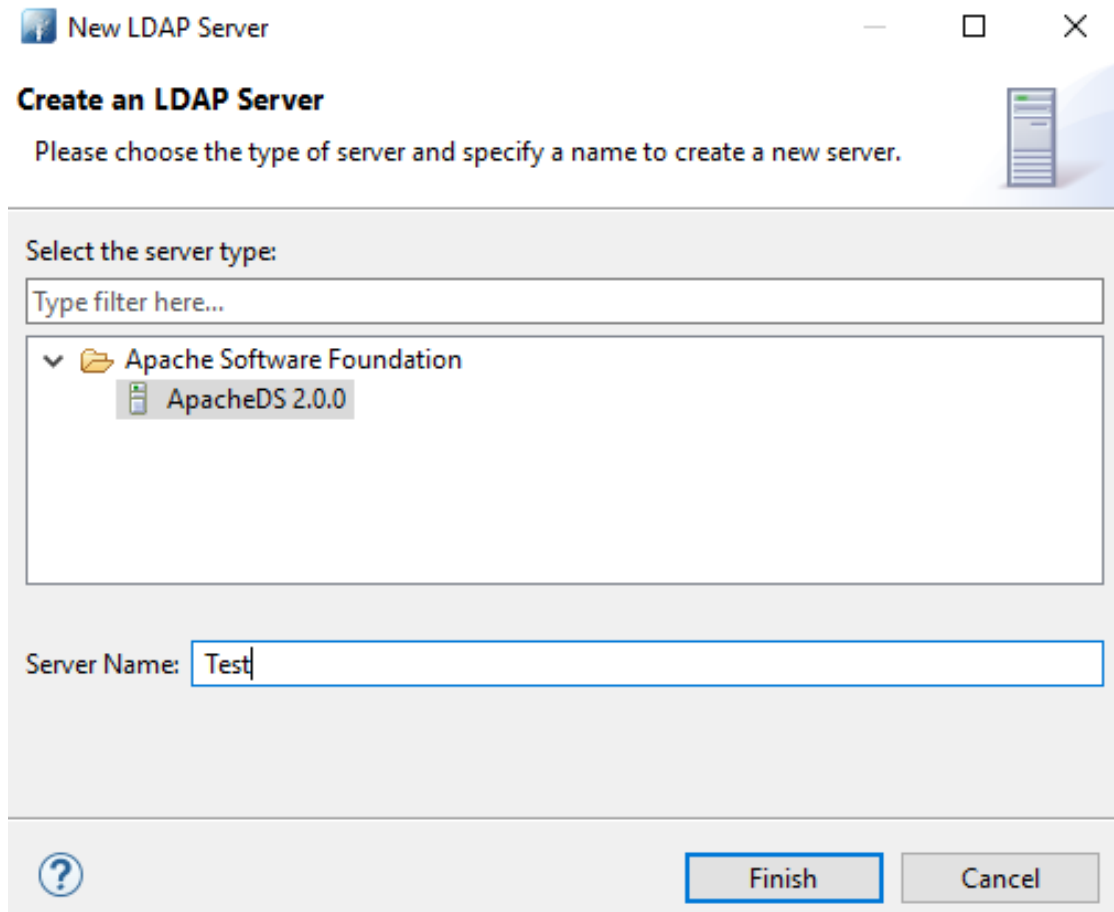 New LDAP Server
Create an LDAP Server
Please choose the type of server and specify a name to create a new server.
Select the server type:
Type filter here...
Apache Software Foundation
ApacheDS 2.0.0
Server Name: Test
?
Finish Cancel